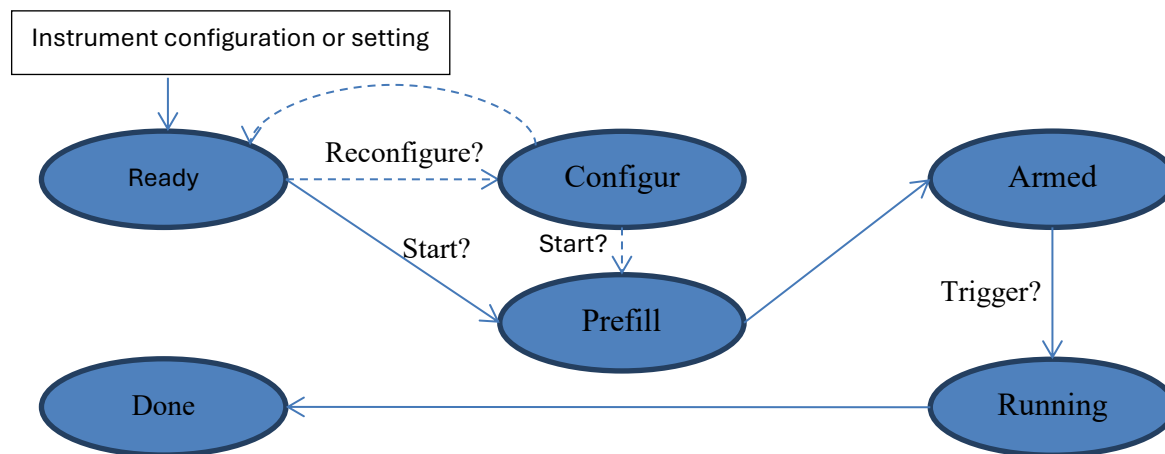 Instrument configuration or setting
Reconfigure?
Ready
Configur
Armed
Start?
Start?
Trigger?
Prefill
Done
Running